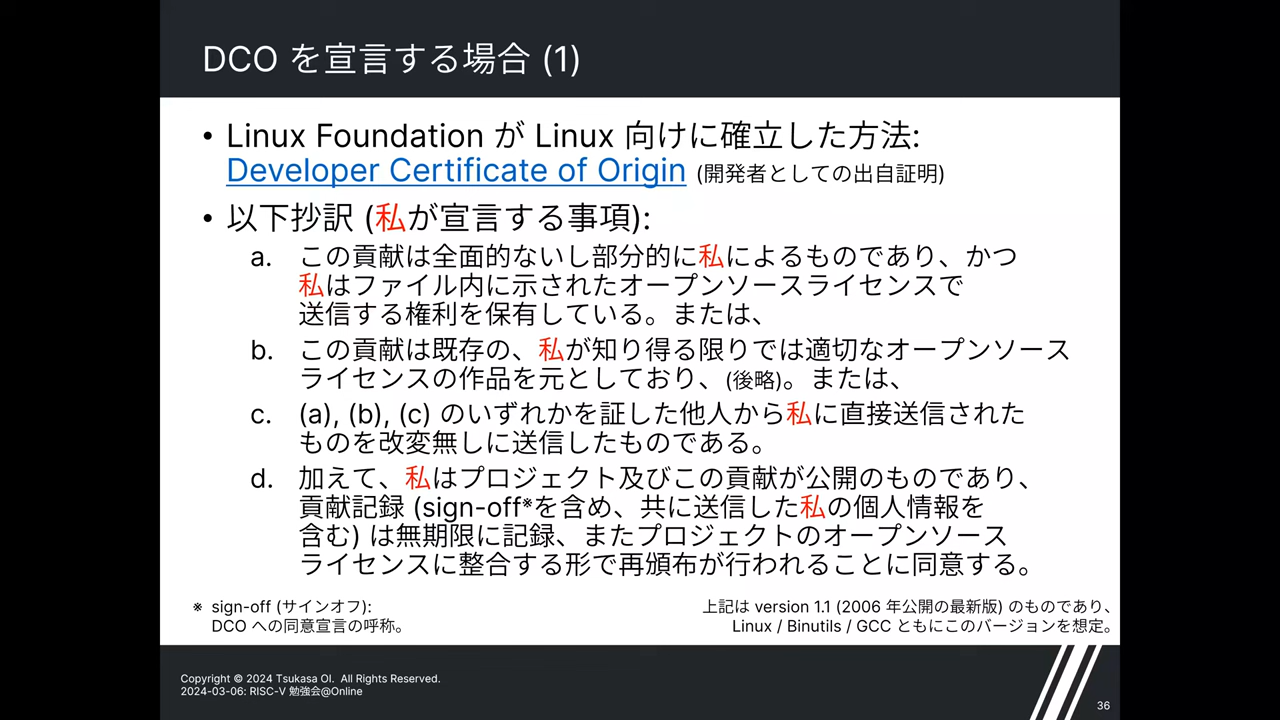 DCO を宣言する場合 (1)
• Linux Foundation が Linux 向けに確立した方法:
Developer Certificate of Origin (開発者としての出自証明)
• 以下抄訳 (私が宣言する事項):
a. この貢献は全面的ないし部分的に私によるものであり、かつ
私はファイル内に示されたオープンソースライセンスで
送信する権利を保有している。または、
b. この貢献は既存の、私が知り得る限りでは適切なオープンソース
ライセンスの作品を元としており、(後略)。または、
c. (a), (b), (c) のいずれかを証した他人から私に直接送信された
ものを改変無しに送信したものである。
d. 加えて、私はプロジェクト及びこの貢献が公開のものであり、
貢献記録 (sign-off※を含め、共に送信した私の個人情報を
含む) は無期限に記録、またプロジェクトのオープンソース
ライセンスに整合する形で再頒布が行われることに同意する。
※ sign-off (サインオフ):
DCO への同意宣言の呼称。
上記は version 1.1 (2006 年公開の最新版) のものであり、
Linux / Binutils / GCC ともにこのバージョンを想定。
Copyright © 2024 Tsukasa OI. All Rights Reserved.
2024-03-06: RISC-V 勉強会@Online
36